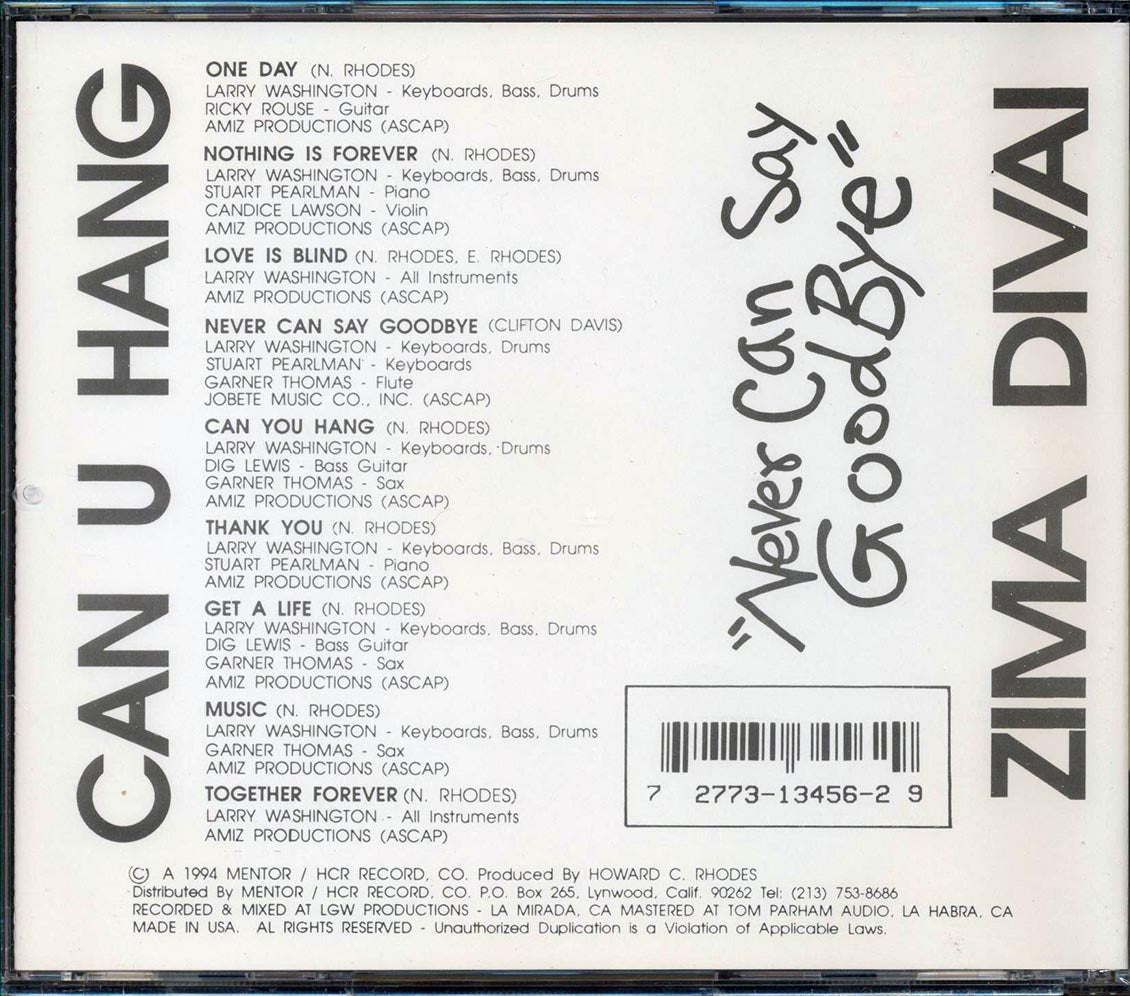 CAN U HANG
ONE DAY (N. RHODES)
LARRY WASHINGTON - Keyboards, Bass, Drums
RICKY ROUSE - Guitar
AMIZ PRODUCTIONS (ASCAP)
NOTHING IS FOREVER (N. RHODES)
LARRY WASHINGTON - Keyboards, Bass, Drums
STUART PEARLMAN - Piano
CANDICE LAWSON - Violin
AMIZ PRODUCTIONS (ASCAP)
LOVE IS BLIND (N. RHODES, E. RHODES)
LARRY WASHINGTON - All Instruments
AMIZ PRODUCTIONS (ASCAP)
NEVER CAN SAY GOODBYE (CLIFTON DAVIS)
LARRY WASHINGTON - Keyboards, Drums
STUART PEARLMAN - Keyboards
GARNER THOMAS - Flute
JOBETE MUSIC CO., INC. (ASCAP)
CAN YOU HANG (N. RHODES)
LARRY WASHINGTON - Keyboards, Drums
DIG LEWIS - Bass Guitar
GARNER THOMAS - Sax
AMIZ PRODUCTIONS (ASCAP)
THANK YOU (N. RHODES)
LARRY WASHINGTON - Keyboards, Bass, Drums
STUART PEARLMAN - Piano
AMIZ PRODUCTIONS (ASCAP)
GET A LIFE (N. RHODES)
LARRY WASHINGTON - Keyboards, Bass, Drums
DIG LEWIS - Bass Guitar
GARNER THOMAS - Sax
AMIZ PRODUCTIONS (ASCAP)
MUSIC (N. RHODES)
LARRY WASHINGTON - Keyboards, Bass, Drums
GARNER THOMAS - Sax
AMIZ PRODUCTIONS (ASCAP)
TOGETHER FOREVER (N. RHODES)
LARRY WASHINGTON - All Instruments
AMIZ PRODUCTIONS (ASCAP)
"Never Can Say
GoodBye"
ZIMA DIVAI
7 2773-13456-2 9
(C) A 1994 MENTOR / HCR RECORD, CO. Produced By HOWARD C. RHODES
Distributed By MENTOR / HCR RECORD, CO. P.O. Box 265, Lynwood, Calif. 90262 Tel: (213) 753-8686
RECORDED & MIXED AT LGW PRODUCTIONS - LA MIRADA, CA MASTERED AT TOM PARHAM AUDIO, LA HABRA, CA
MADE IN USA. AL RIGHTS RESERVED - Unauthorized Duplication is a Violation of Applicable Laws.